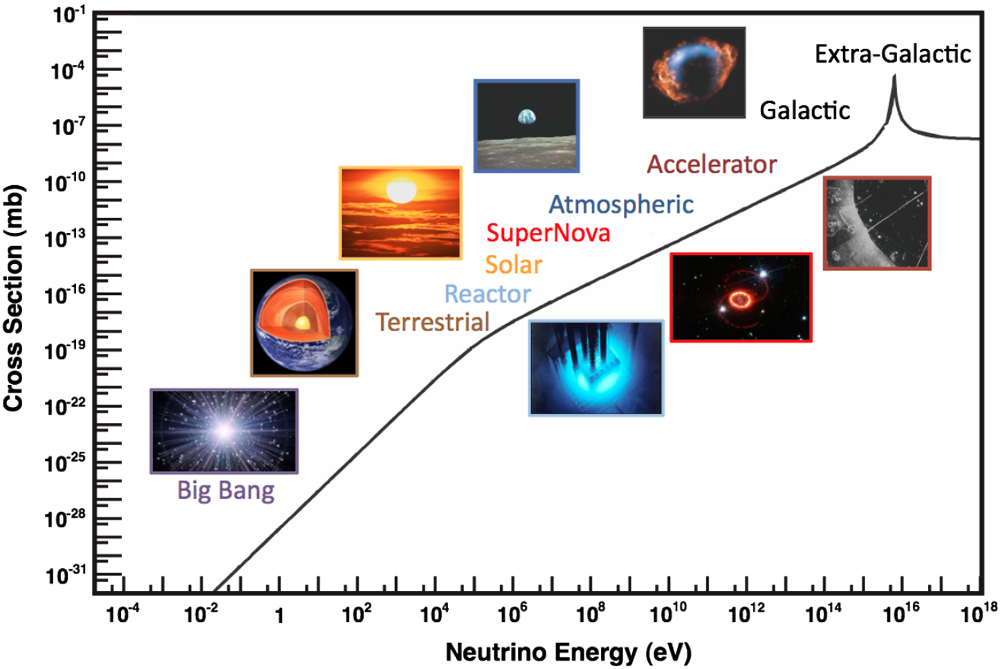 10^-1
10^-4
10^-7
10^-10
10^-13
10^-16
10^-19
10^-22
10^-25
10^-28
10^-31
Cross Section (mb)
Extra-Galactic
Galactic
Accelerator
Atmospheric
SuperNova
Solar
Reactor
Terrestrial
Big Bang
10^-4 10^-2 1 10^2 10^4 10^6 10^8 10^10 10^12 10^14 10^16 10^18
Neutrino Energy (eV)